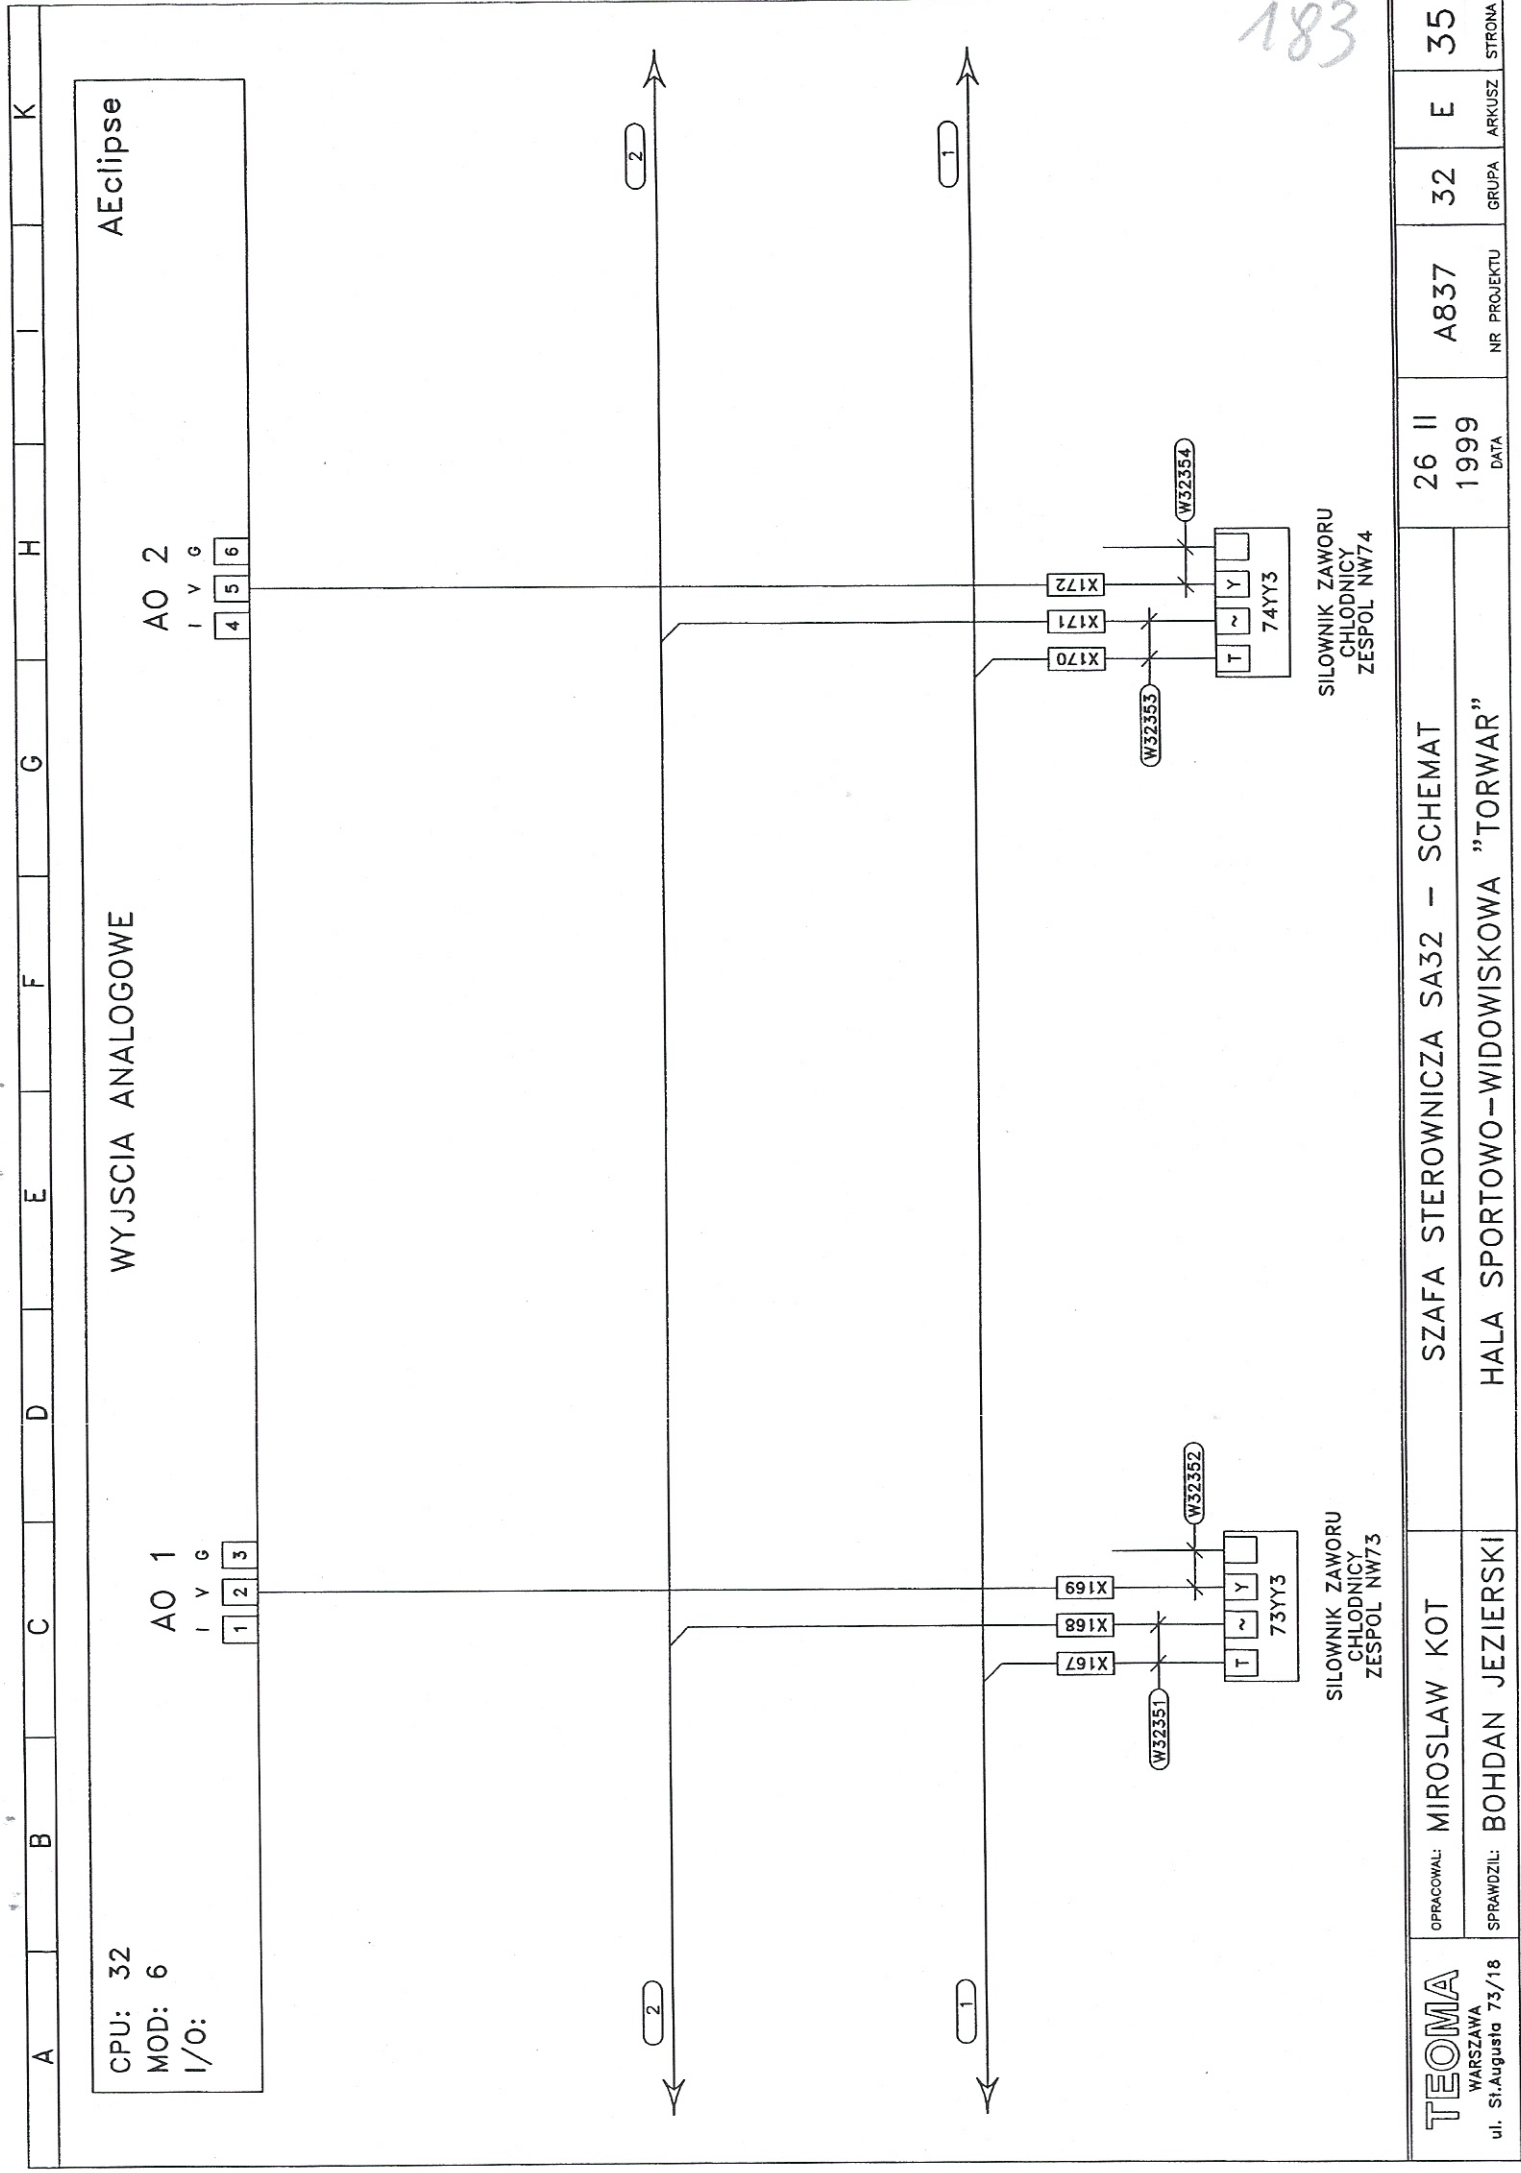 A B C D E F G H I K
CPU: 32
MOD: 6
I/O:
WYJSCIA ANALOGOWE
AEclipse
AO 1
I V G
1 2 3
AO 2
I V G
4 5 6
2
2
1
1
X167 X168 X169
W32351
W32352
T ~ Y
73YY3
SILOWNIK ZAWORU
CHLODNICY
ZESPOL NW73
X170 X171 X172
W32353
W32354
T ~ Y
74YY3
SILOWNIK ZAWORU
CHLODNICY
ZESPOL NW74
183
TEOMA
WARSZAWA
ul. St.Augusta 73/18
OPRACOWAL: MIROSLAW KOT
SPRAWDZIL: BOHDAN JEZIERSKI
SZAFA STEROWNICZA SA32 – SCHEMAT
HALA SPORTOWO–WIDOWISKOWA ”TORWAR”
26 II
1999
DATA
A837
NR PROJEKTU
32
GRUPA
E
ARKUSZ
35
STRONA